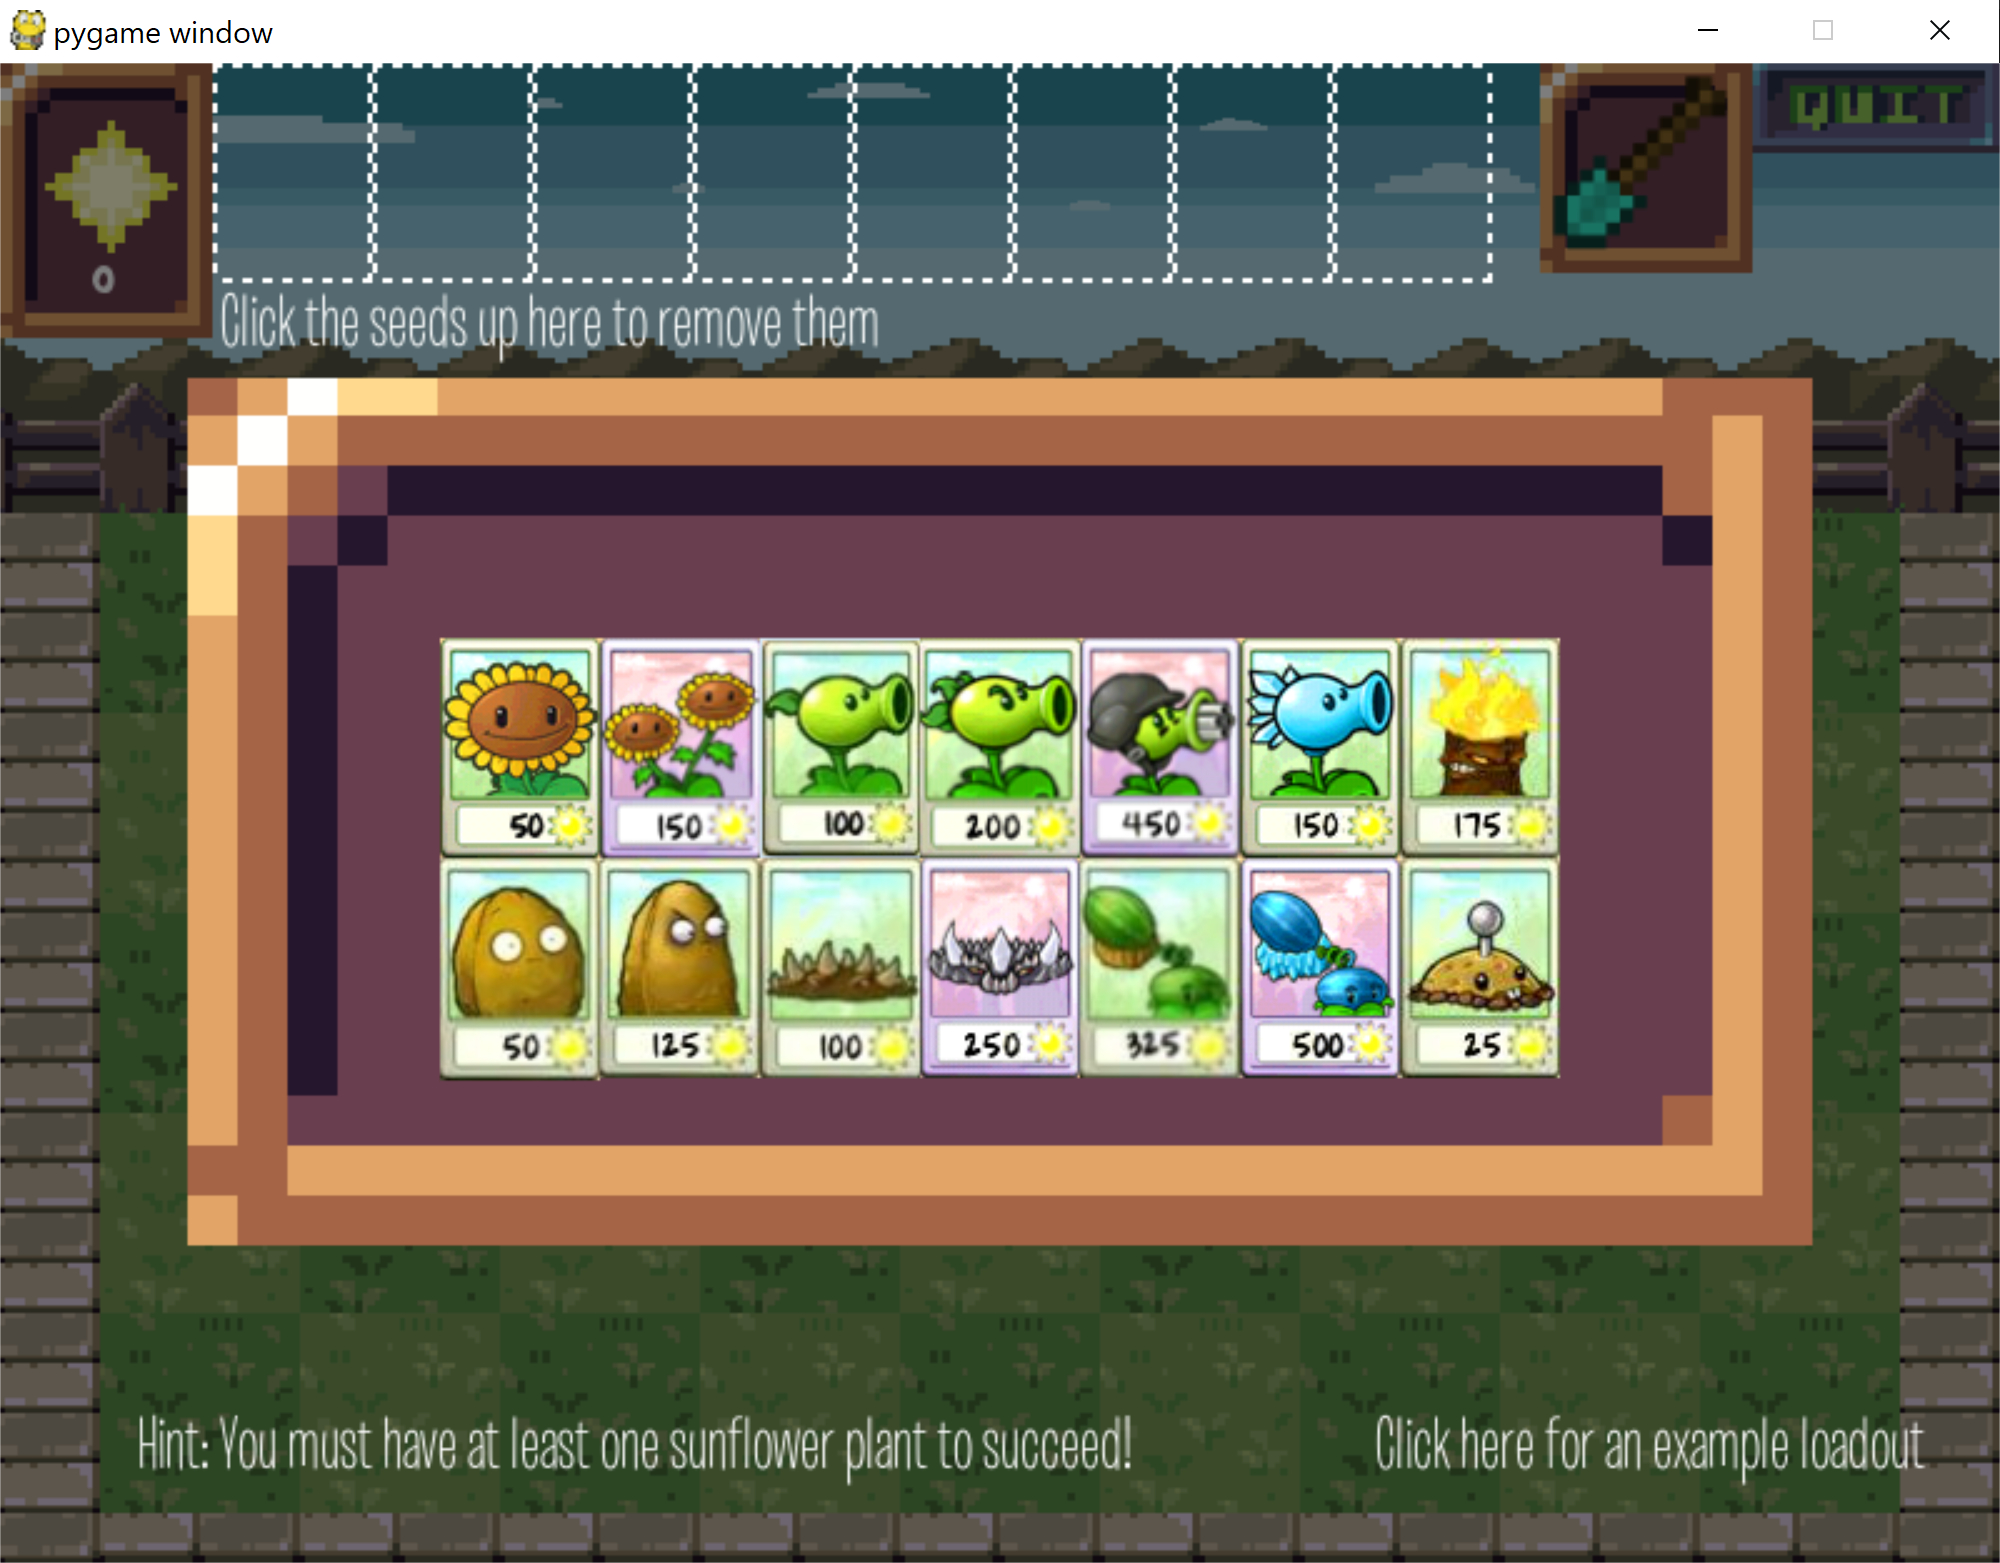 pygame window
QUIT
0
Click the seeds up here to remove them
50 150 100 200 450 150 175
50 125 100 250 325 500 25
Hint: You must have at least one sunflower plant to succeed!
Click here for an example loadout